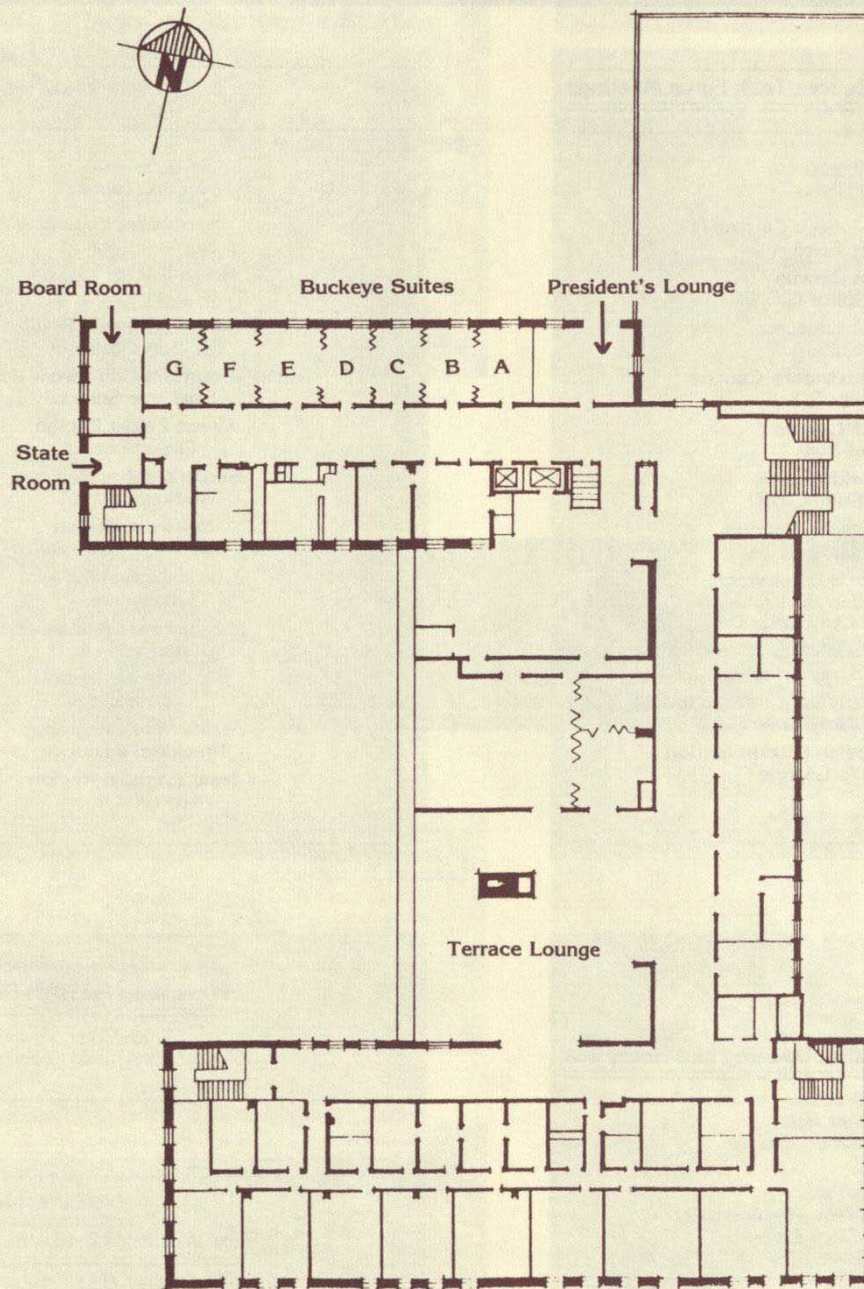 N
Board Room
Buckeye Suites
President's Lounge
G F E D C B A
State
Room
Terrace Lounge